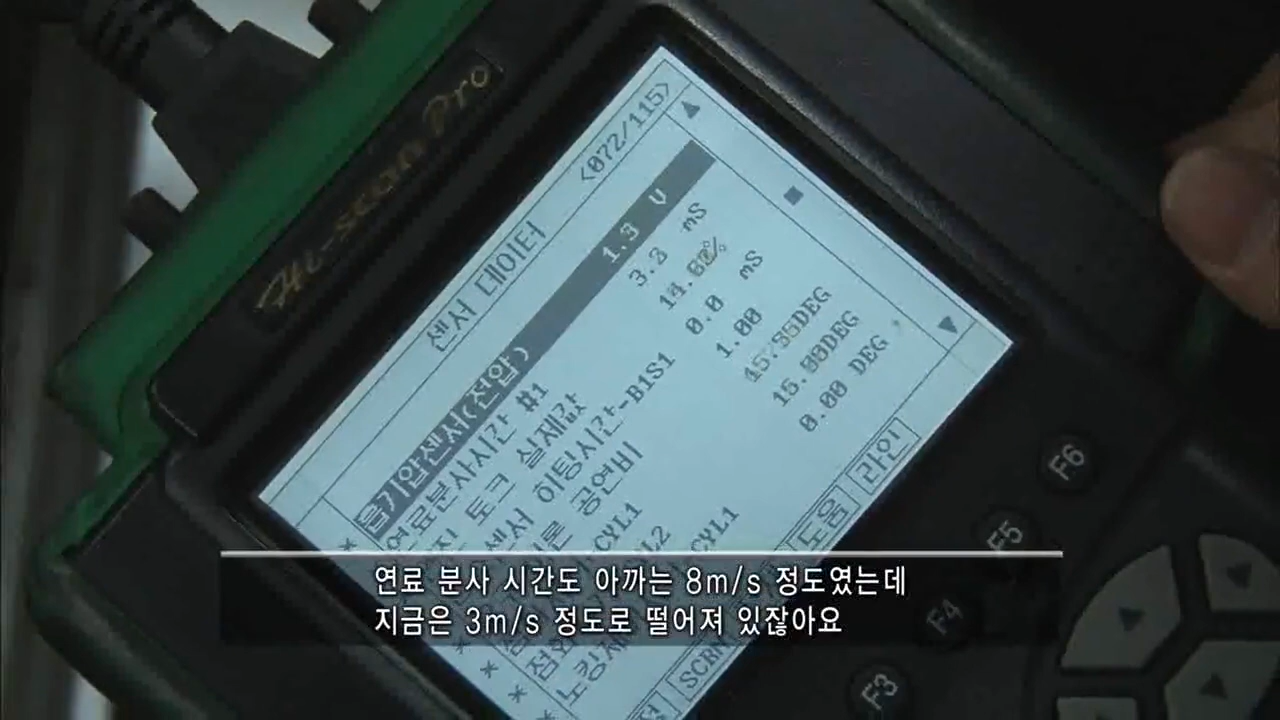 Hi-scan Pro
센서 데이터 <072/115>
흡기압센서(전압) 1.3 V
연료분사시간 #1 3.3 mS
토크 실제값
센서 히팅시간-B1S1 0.0 mS
공연비 1.00
CYL1
15.00DEG
CYL1 0.00 DEG
SCRN
도움
라인
F3
F4
F5
F6
연료 분사 시간도 아까는 8m/s 정도였는데
지금은 3m/s 정도로 떨어져 있잖아요